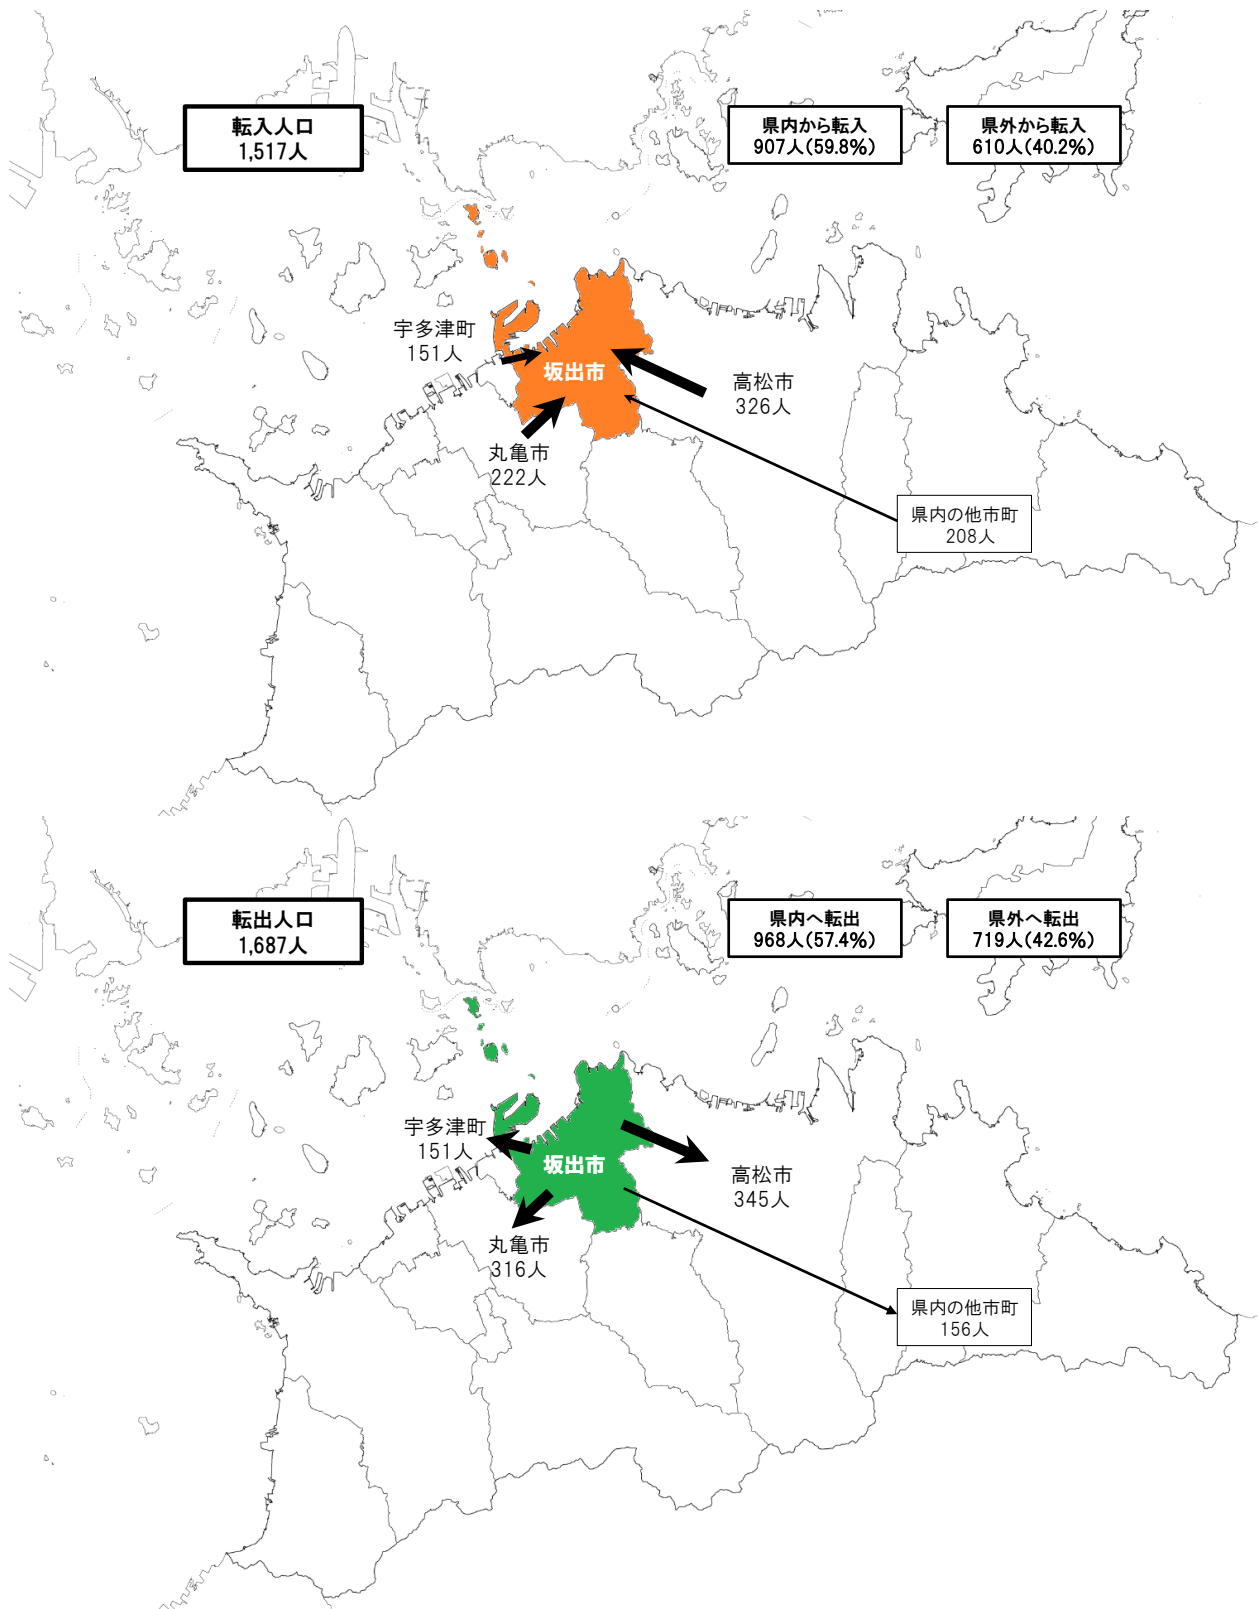 転入人口
1,517人
県内から転入
907人(59.8%)
県外から転入
610人(40.2%)
宇多津町
151人
坂出市
高松市
326人
丸亀市
222人
県内の他市町
208人
転出人口
1,687人
県内へ転出
968人(57.4%)
県外へ転出
719人(42.6%)
宇多津町
151人
坂出市
高松市
345人
丸亀市
316人
県内の他市町
156人